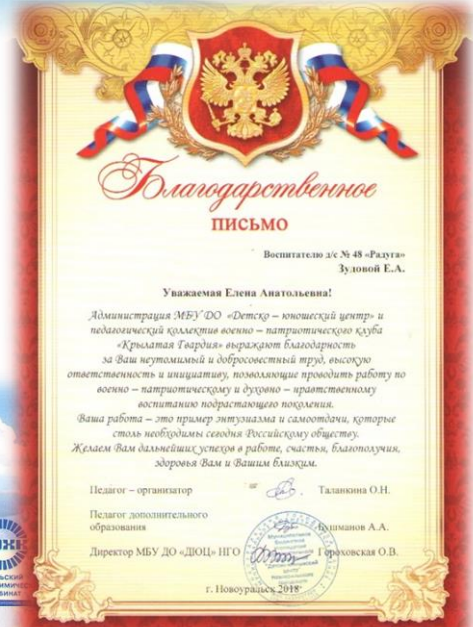 Благодарственное
ПИСЬМО
Воспитателю д/с № 48 «Радуга»
Зудовой Е.А.
Уважаемая Елена Анатольевна!
Администрация МБУ ДО «Детско – юношеский центр» и
педагогический коллектив военно – патриотического клуба
«Крылатая Гвардия» выражают благодарность
за Ваш неутомимый и добросовестный труд, высокую
ответственность и инициативу, позволяющие проводить работу по
военно – патриотическому и духовно – нравственному
воспитанию подрастающего поколения.
Ваша работа – это пример энтузиазма и самоотдачи, которые
столь необходимы сегодня Российскому обществу.
Желаем Вам дальнейших успехов в работе, счастья, благополучия,
здоровья Вам и Вашим близким.
Педагог – организатор Таланкина О.Н.
Педагог дополнительного
образования Бушманов А.А.
Директор МБУ ДО «ДЮЦ» НГО Гороховская О.В.
г. Новоуральск 2018